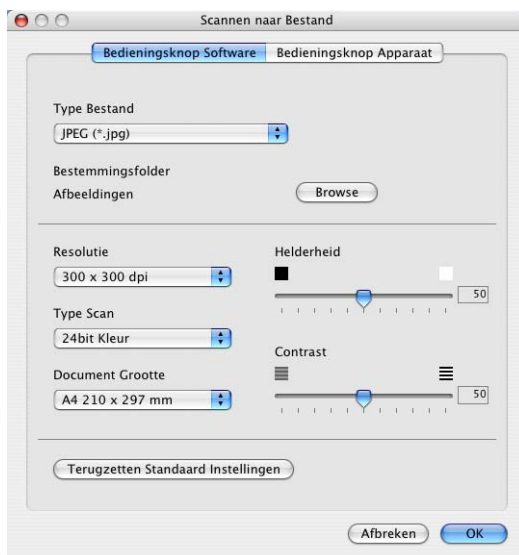 Scannen naar Bestand
Bedieningsknop Software Bedieningsknop Apparaat
Type Bestand
JPEG (*.jpg)
Bestemmingsfolder
Afbeeldingen Browse
Resolutie
300 x 300 dpi
Type Scan
24bit Kleur
Document Grootte
A4 210 x 297 mm
Helderheid
50
Contrast
50
Terugzetten Standaard Instellingen
Afbreken OK